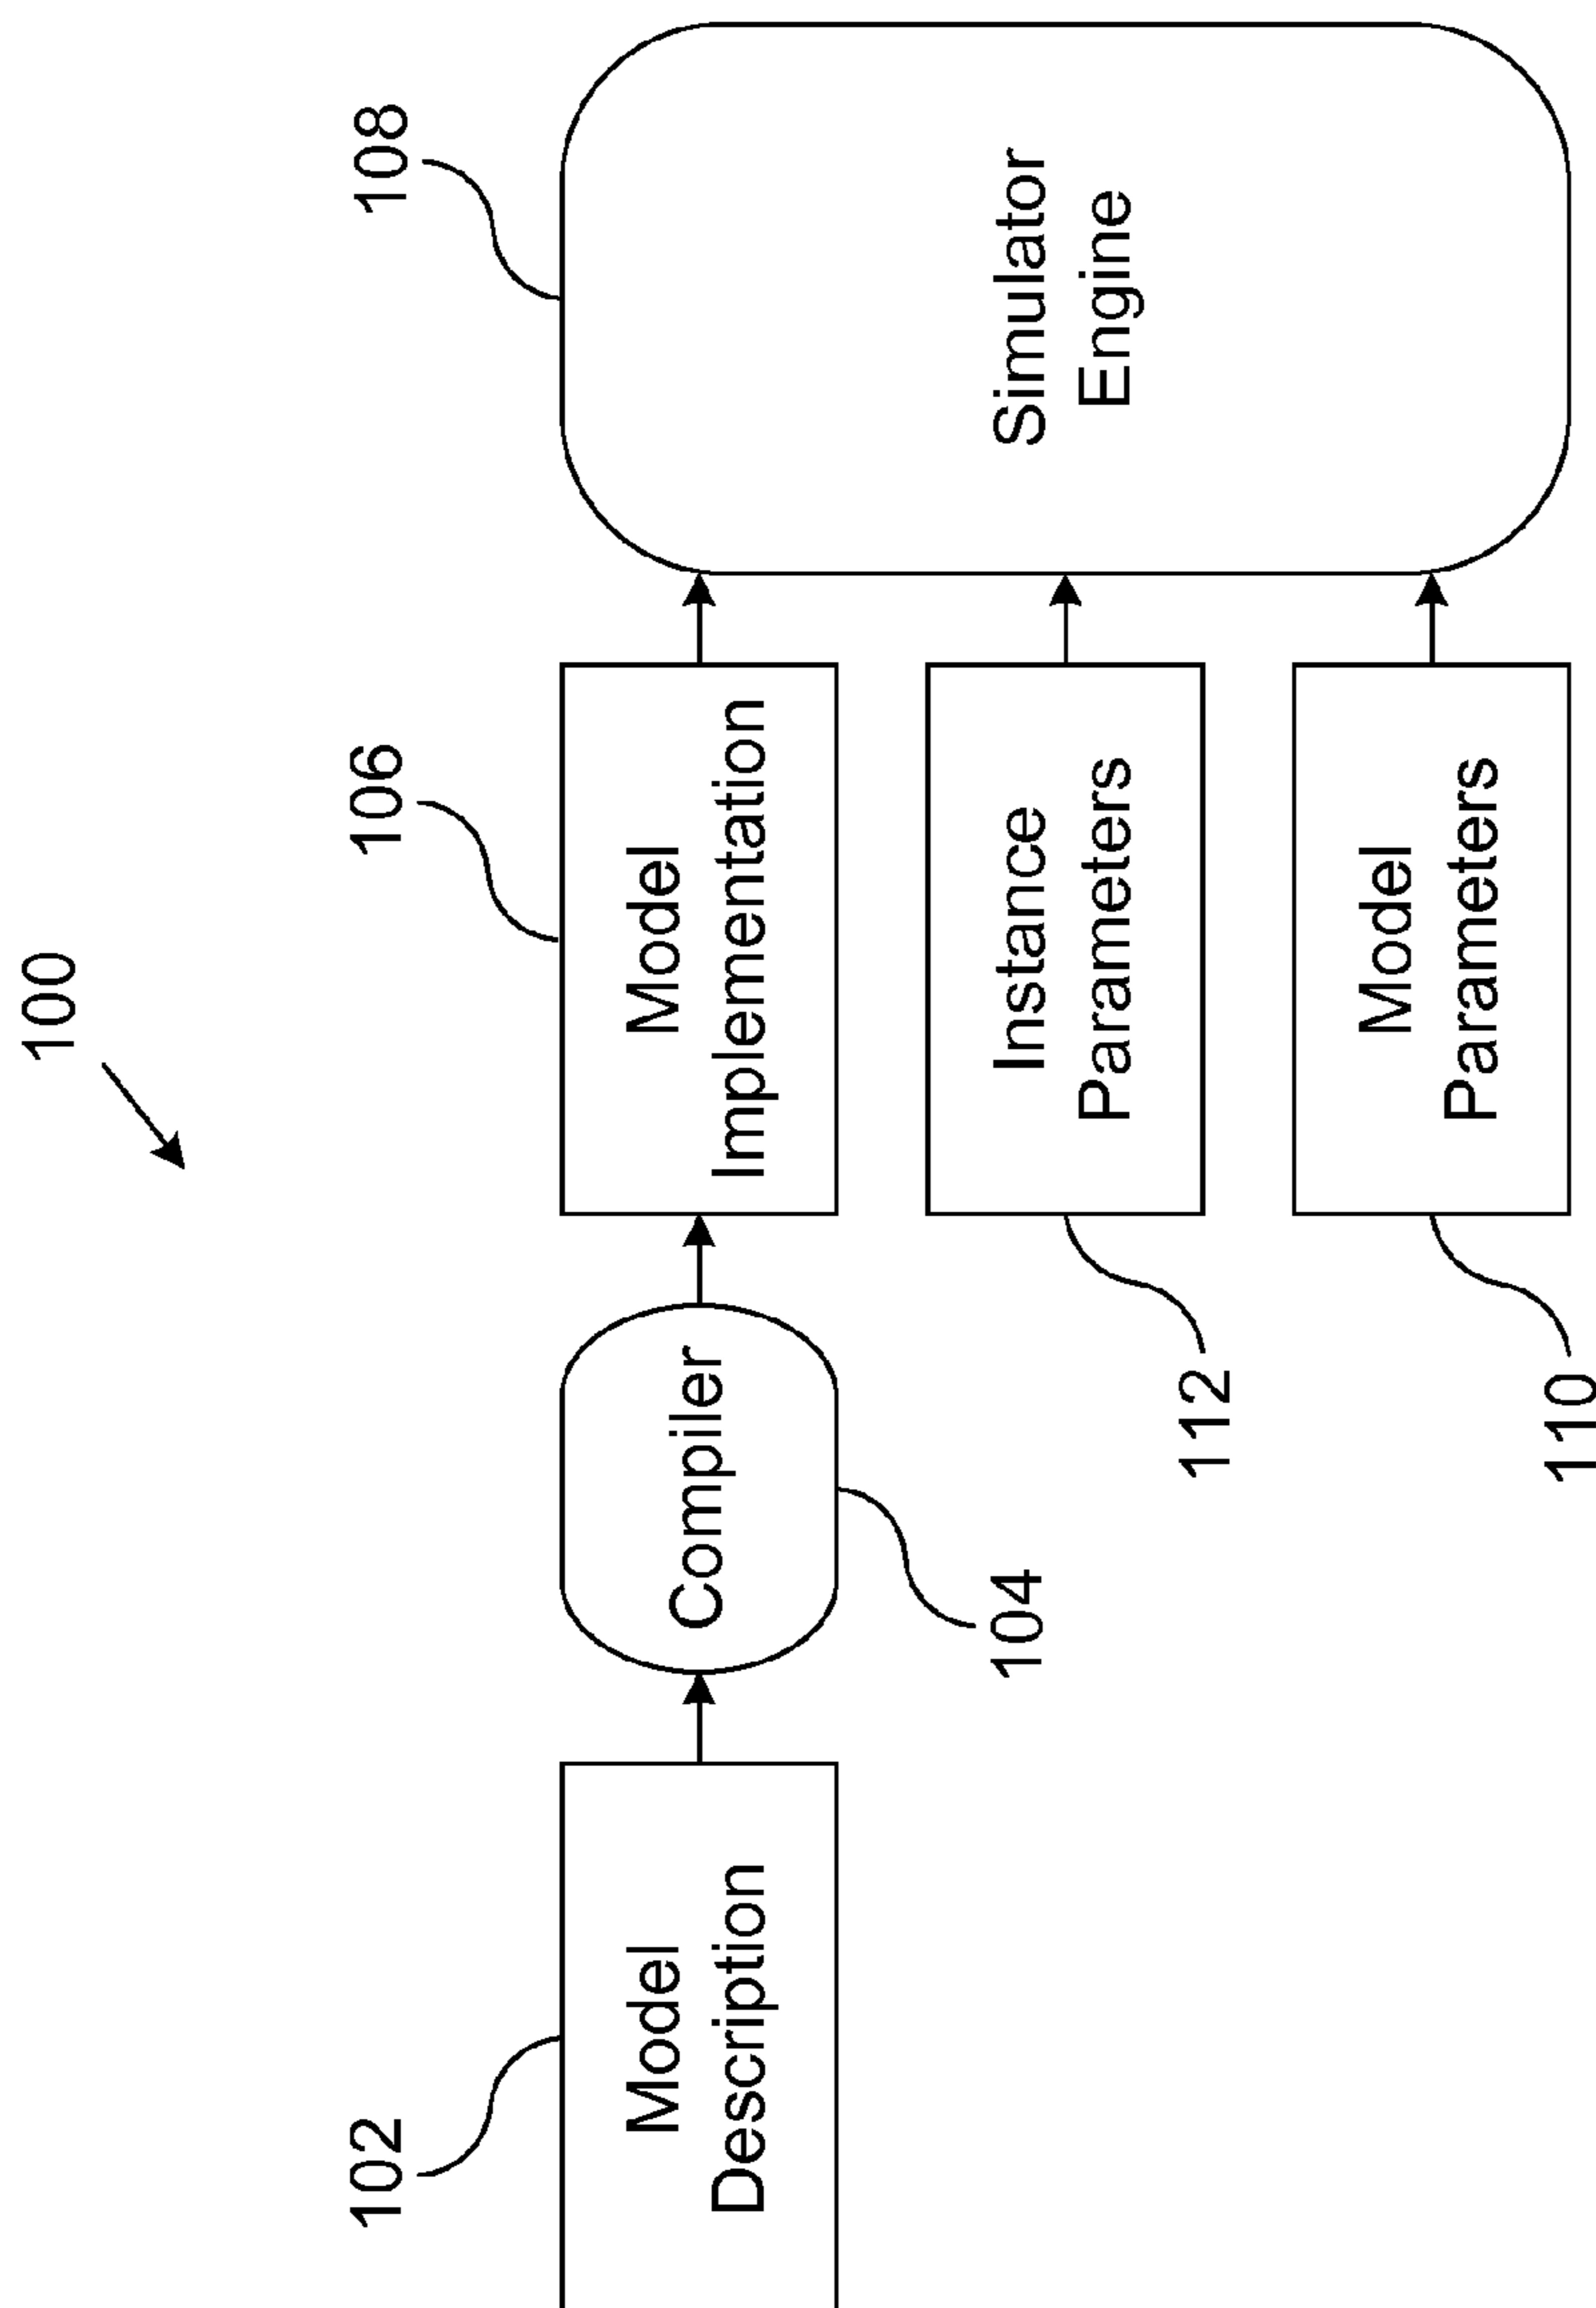 100
102
106
108
Model
Description
Compiler
Model
Implementation
Simulator
Engine
104
Instance
Parameters
112
Model
Parameters
110